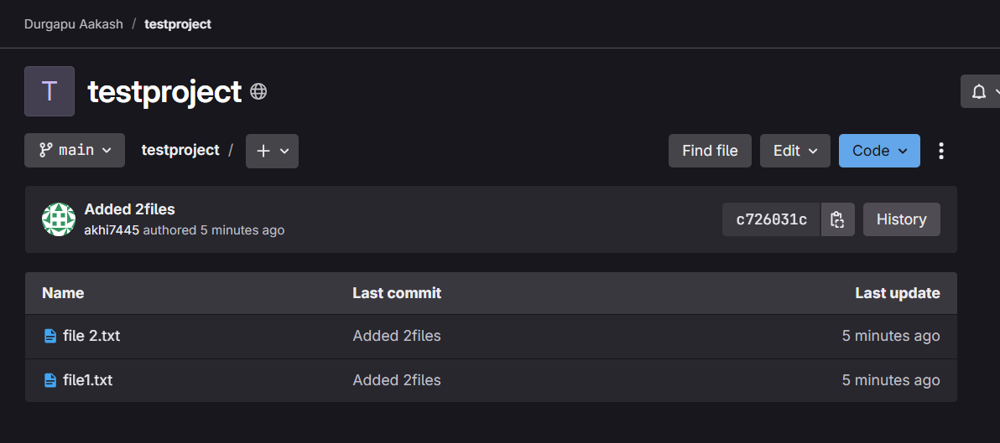 Durgapu Aakash / testproject
T testproject
main testproject / + Find file Edit Code
Added 2files
akhi7445 authored 5 minutes ago
c726031c History
Name Last commit Last update
file 2.txt Added 2files 5 minutes ago
file1.txt Added 2files 5 minutes ago